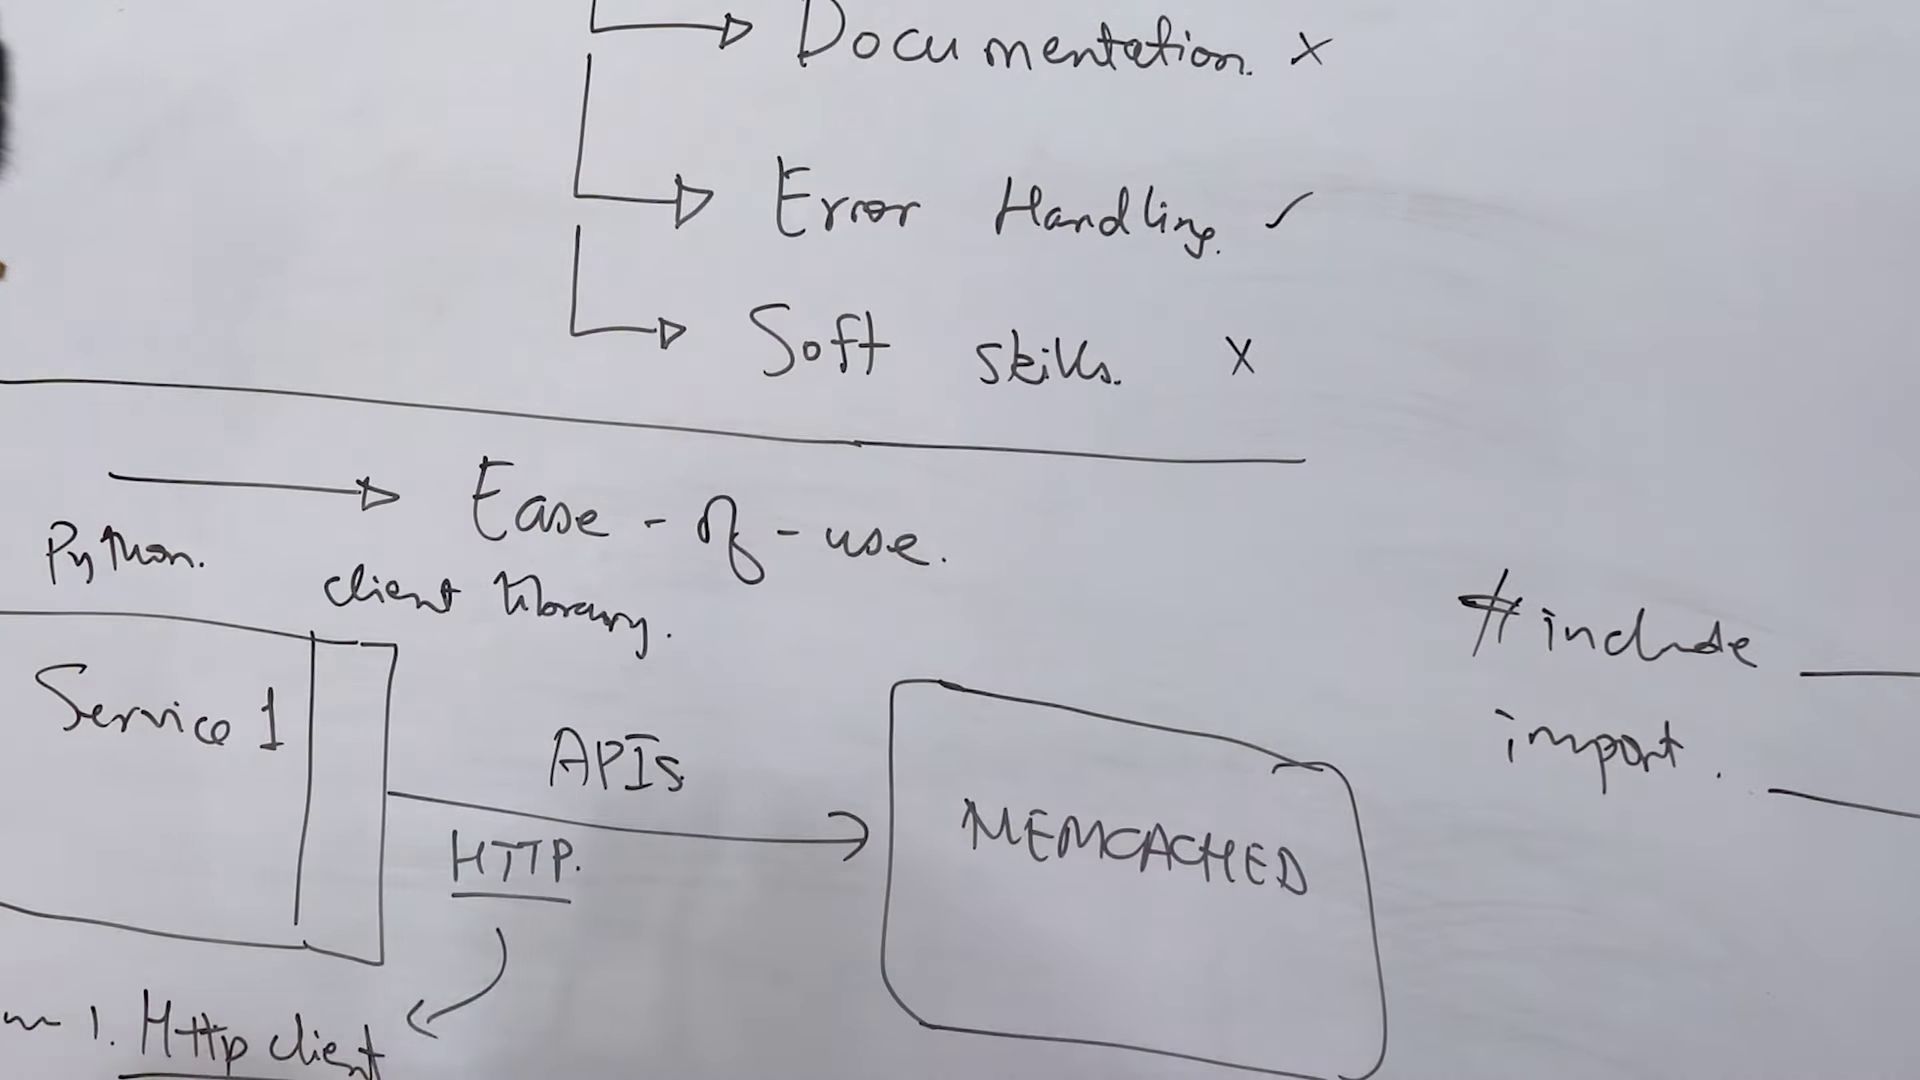 Documentation. x
Error Handling. ✓
Soft skills. x
Ease-of-use.
Python.
client library.
#include
Service 1
APIs
import.
HTTP.
MEMCACHED
1. Http client